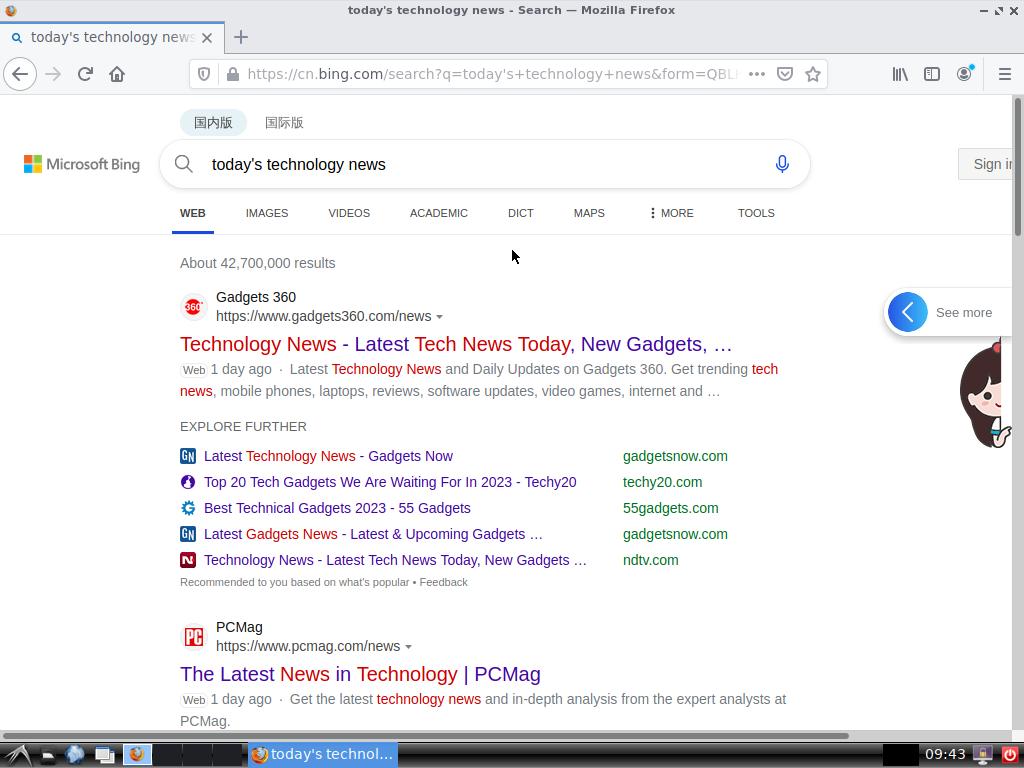 today's technology news - Search — Mozilla Firefox
today's technology news
https://cn.bing.com/search?q=today's+technology+news&form=QBL
国内版 国际版
Microsoft Bing
today's technology news
Sign in
WEB IMAGES VIDEOS ACADEMIC DICT MAPS MORE TOOLS
About 42,700,000 results
360
Gadgets 360
https://www.gadgets360.com/news
Technology News - Latest Tech News Today, New Gadgets, …
Web 1 day ago · Latest Technology News and Daily Updates on Gadgets 360. Get trending tech
news, mobile phones, laptops, reviews, software updates, video games, internet and …
See more
EXPLORE FURTHER
GN Latest Technology News - Gadgets Now gadgetsnow.com
Top 20 Tech Gadgets We Are Waiting For In 2023 - Techy20 techy20.com
Best Technical Gadgets 2023 - 55 Gadgets 55gadgets.com
GN Latest Gadgets News - Latest & Upcoming Gadgets … gadgetsnow.com
N Technology News - Latest Tech News Today, New Gadgets … ndtv.com
Recommended to you based on what's popular • Feedback
PC
PCMag
https://www.pcmag.com/news
The Latest News in Technology | PCMag
Web 1 day ago · Get the latest technology news and in-depth analysis from the expert analysts at
PCMag.
today's technol... 09:43